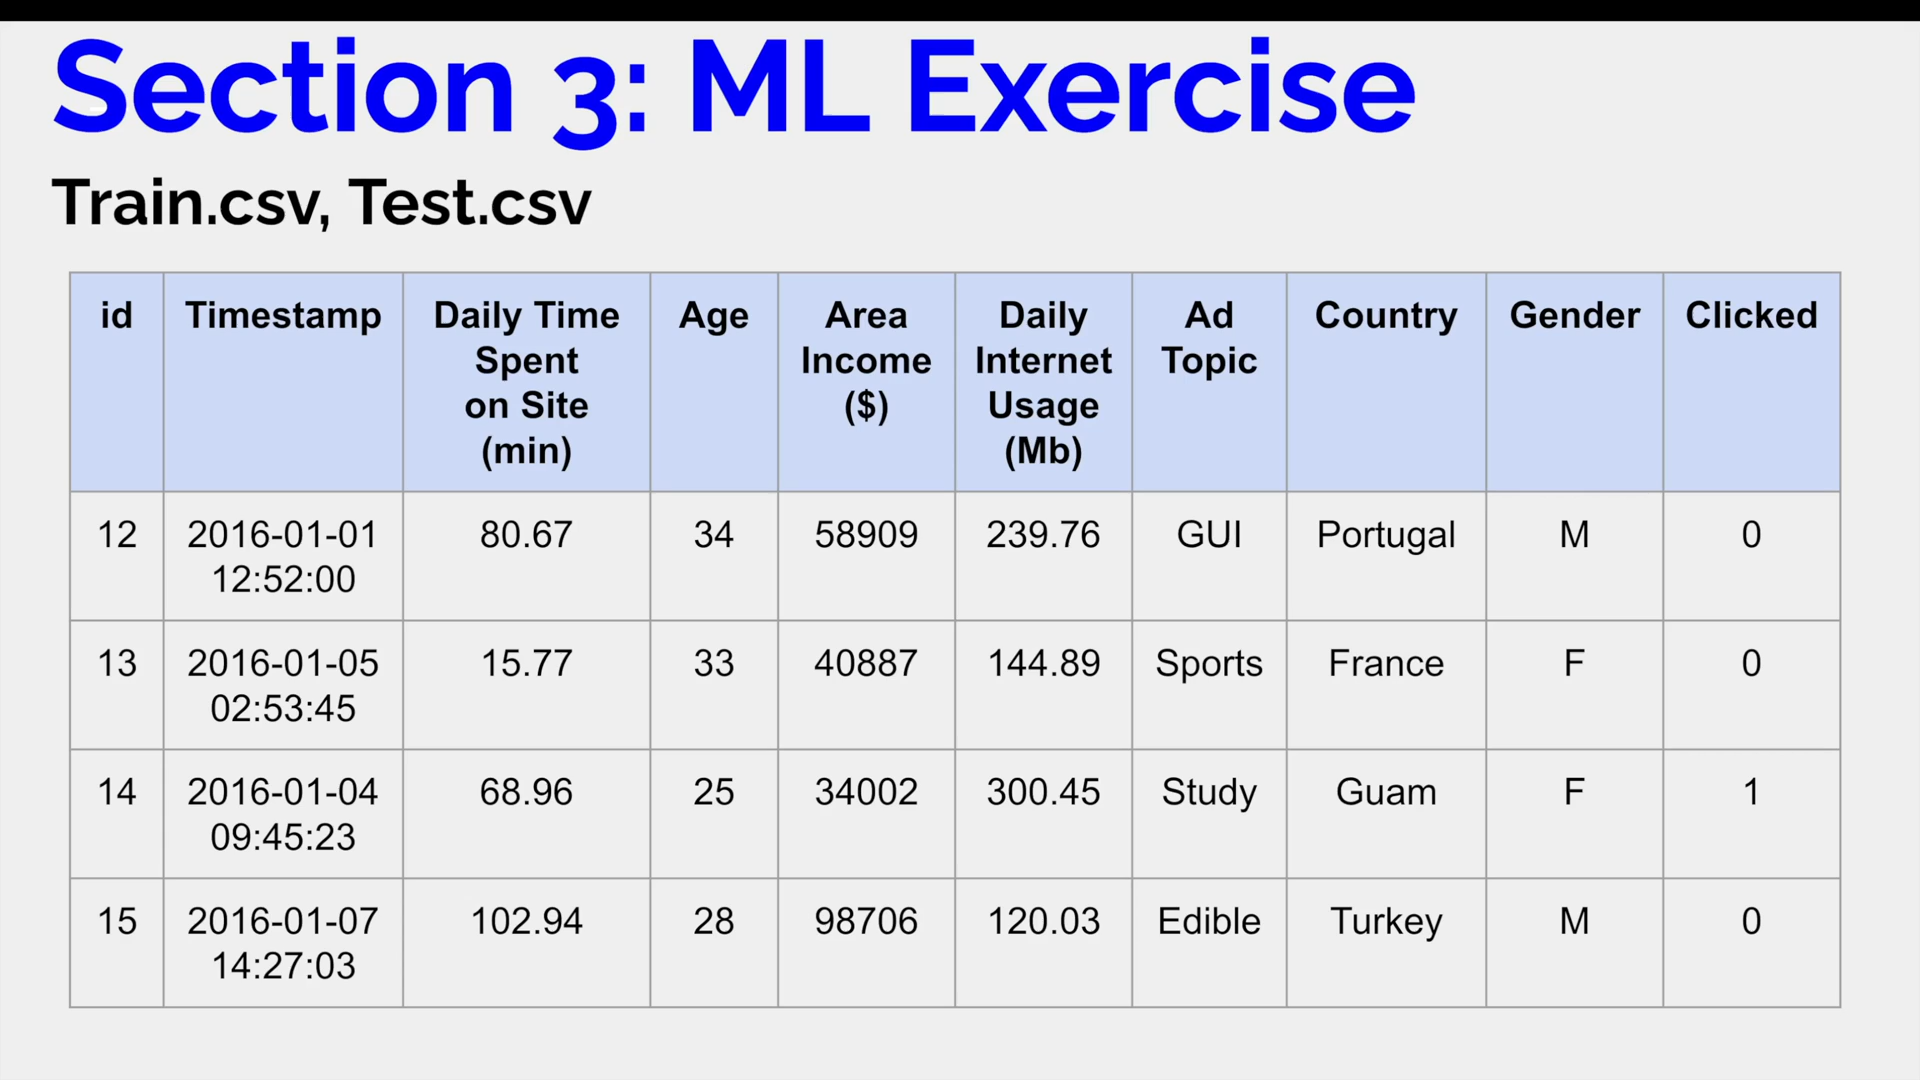 Section 3: ML Exercise
Train.csv, Test.csv
id Timestamp Daily Time Spent on Site (min) Age Area Income ($) Daily Internet Usage (Mb) Ad Topic Country Gender Clicked
12 2016-01-01 12:52:00 80.67 34 58909 239.76 GUI Portugal M 0
13 2016-01-05 02:53:45 15.77 33 40887 144.89 Sports France F 0
14 2016-01-04 09:45:23 68.96 25 34002 300.45 Study Guam F 1
15 2016-01-07 14:27:03 102.94 28 98706 120.03 Edible Turkey M 0